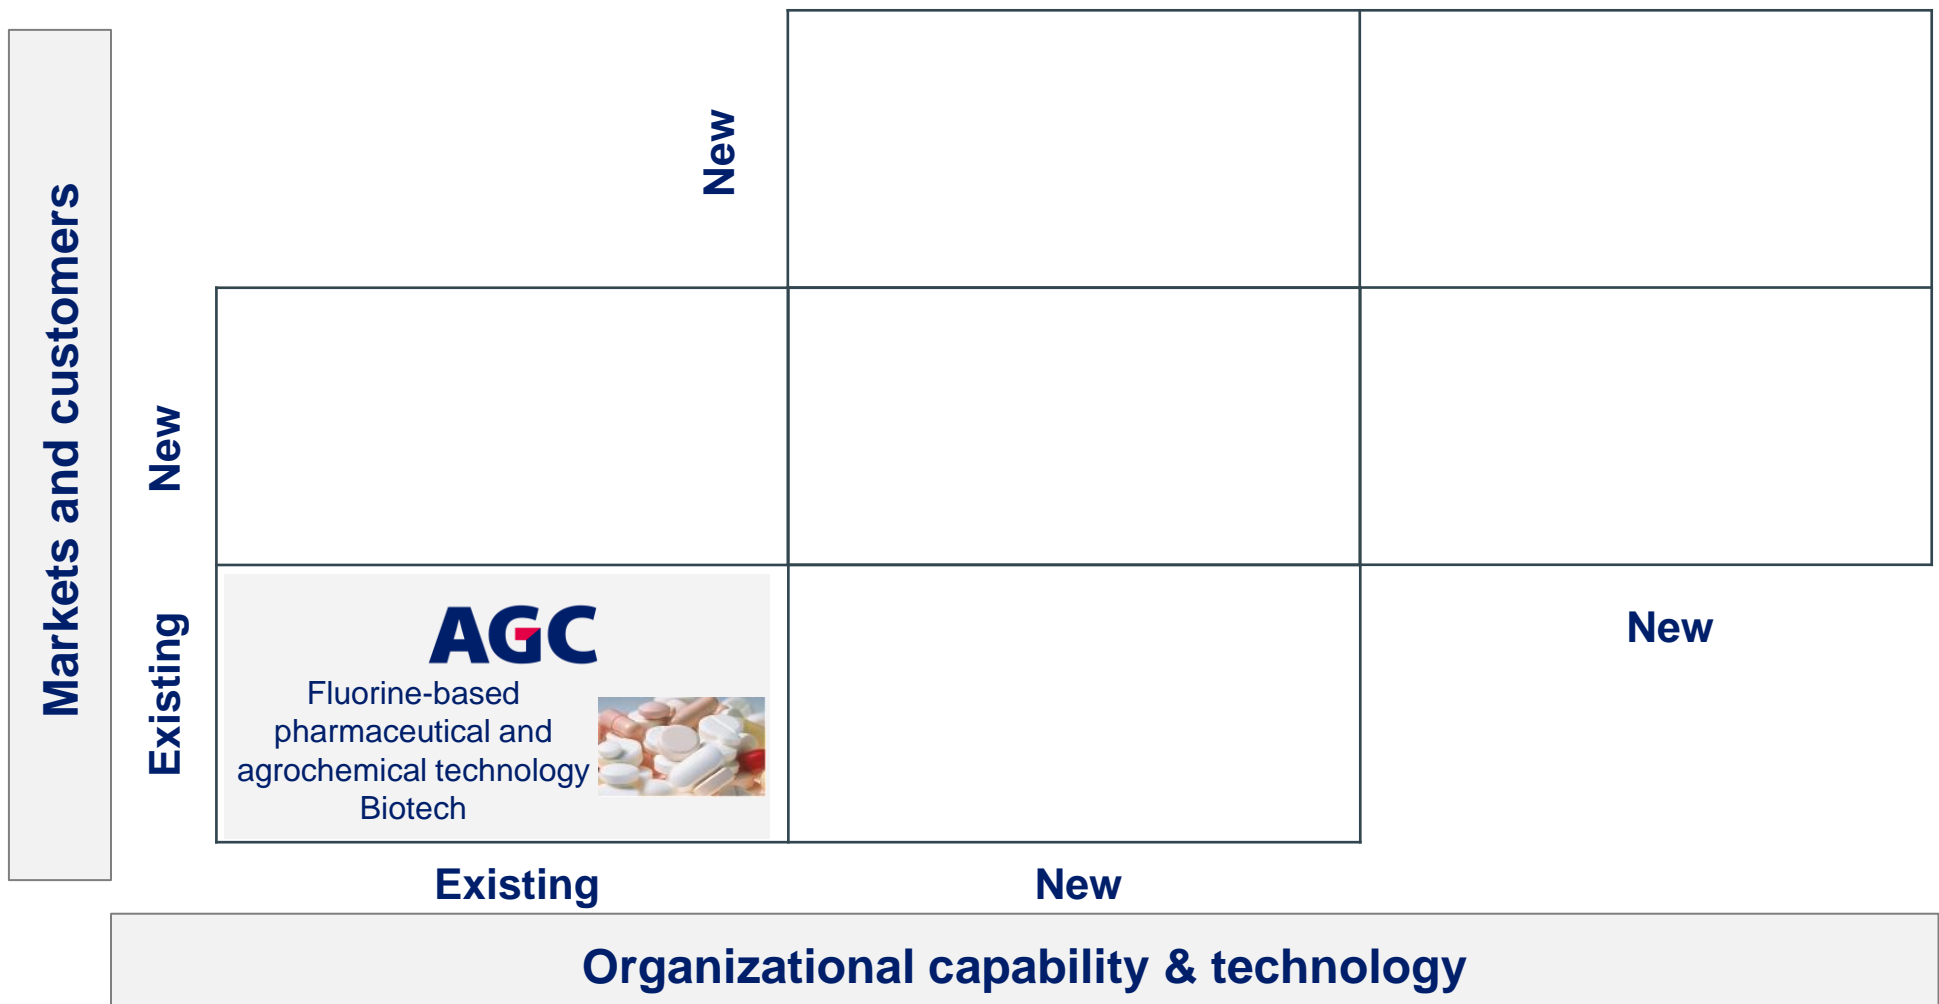 Markets and customers
New
New
Existing
AGC
Fluorine-based
pharmaceutical and
agrochemical technology
Biotech
New
Existing
New
Organizational capability & technology